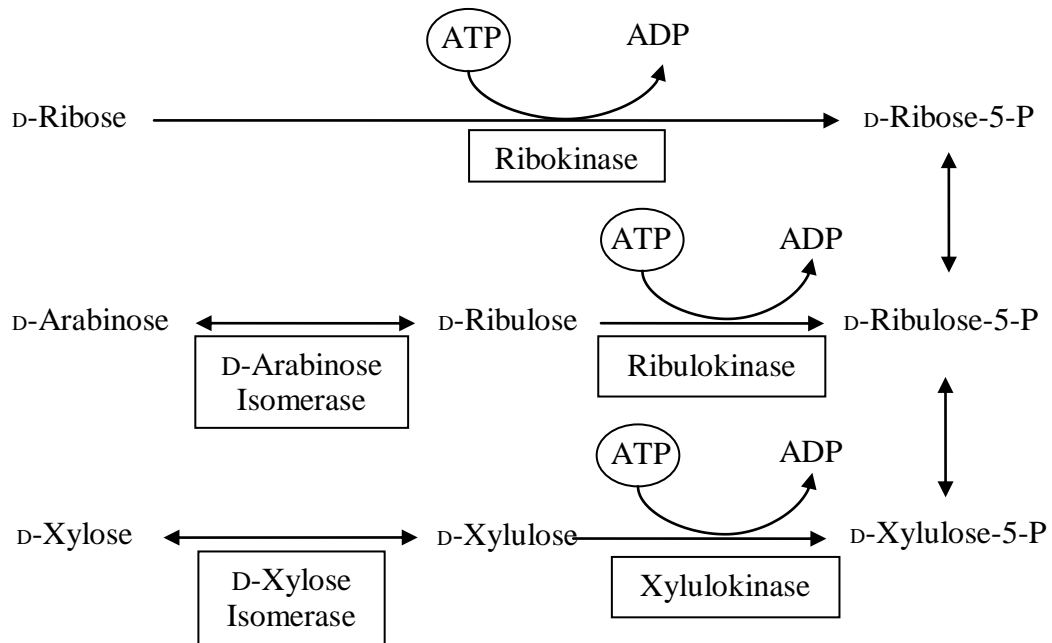 ATP ADP
D-Ribose D-Ribose-5-P
Ribokinase
ATP ADP
D-Arabinose D-Ribulose D-Ribulose-5-P
D-Arabinose
Isomerase
Ribulokinase
ATP ADP
D-Xylose D-Xylulose D-Xylulose-5-P
D-Xylose
Isomerase
Xylulokinase